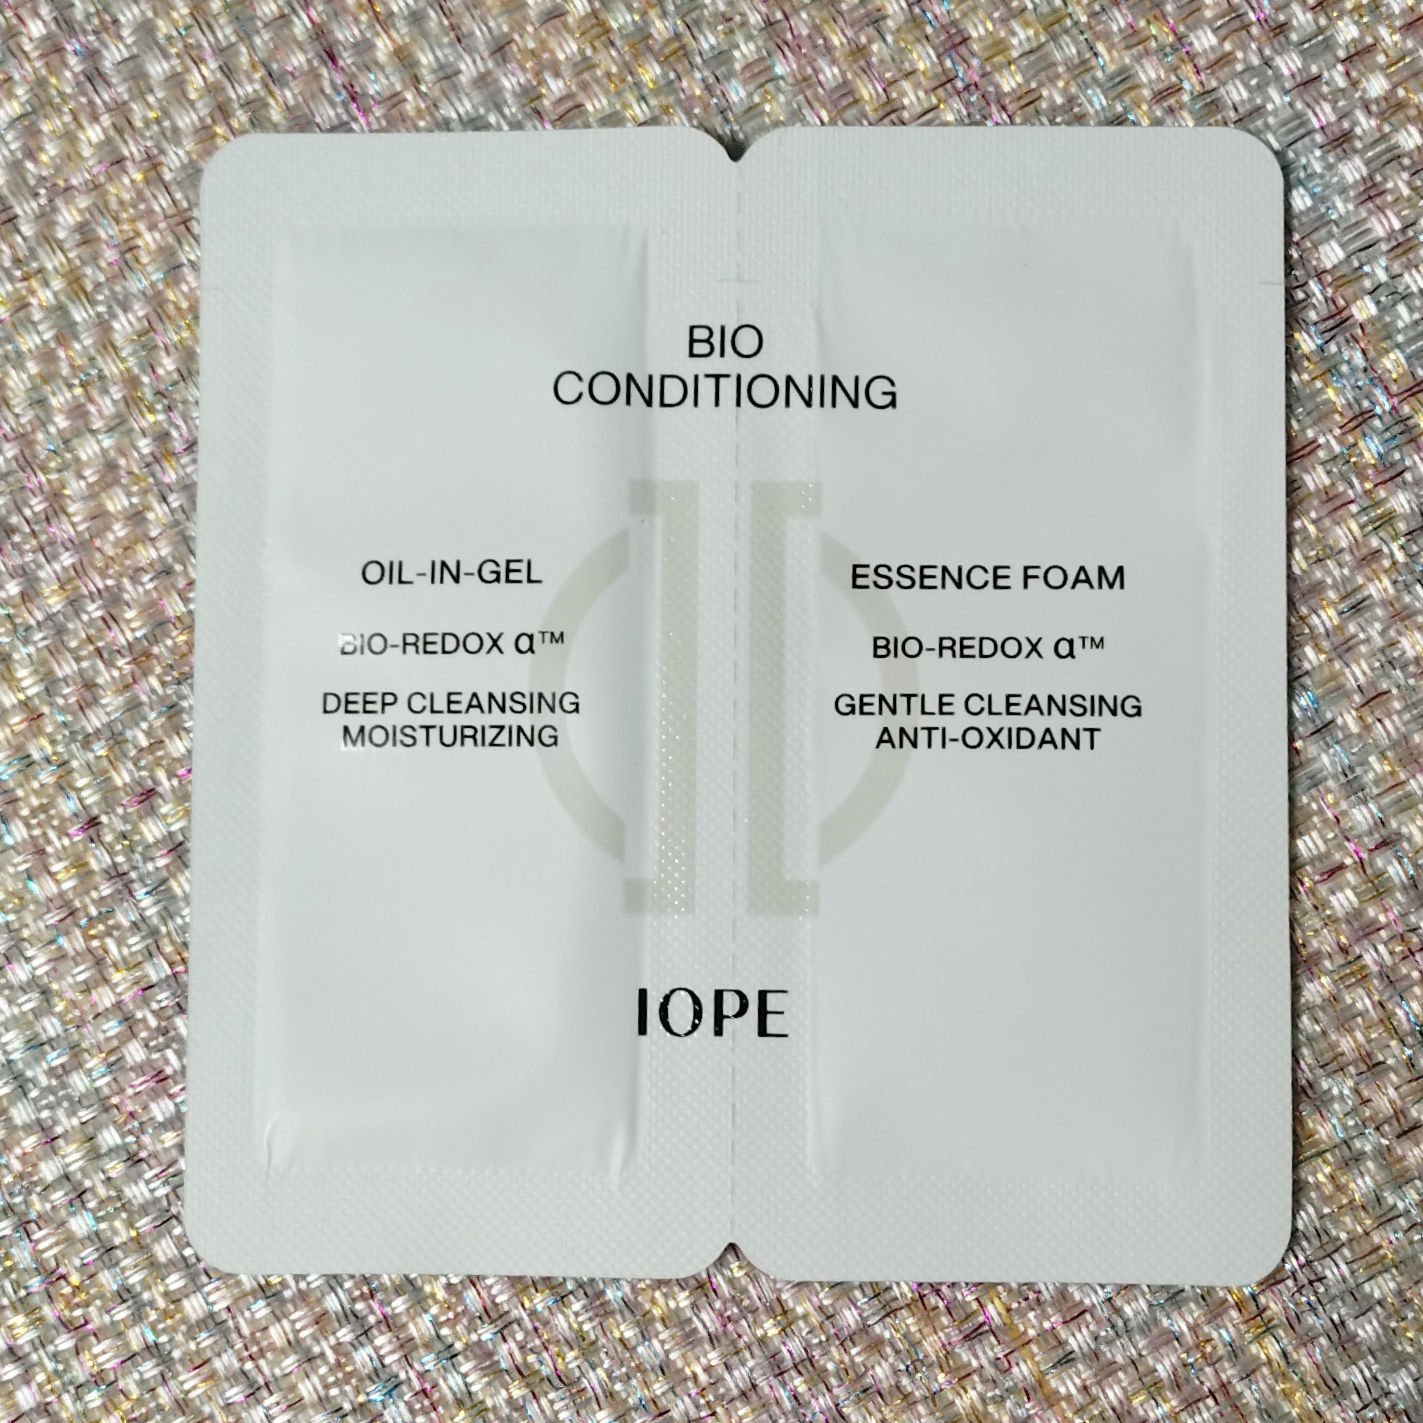 BIO
CONDITIONING
OIL-IN-GEL
BIO-REDOX α™
DEEP CLEANSING
MOISTURIZING
ESSENCE FOAM
BIO-REDOX α™
GENTLE CLEANSING
ANTI-OXIDANT
IOPE